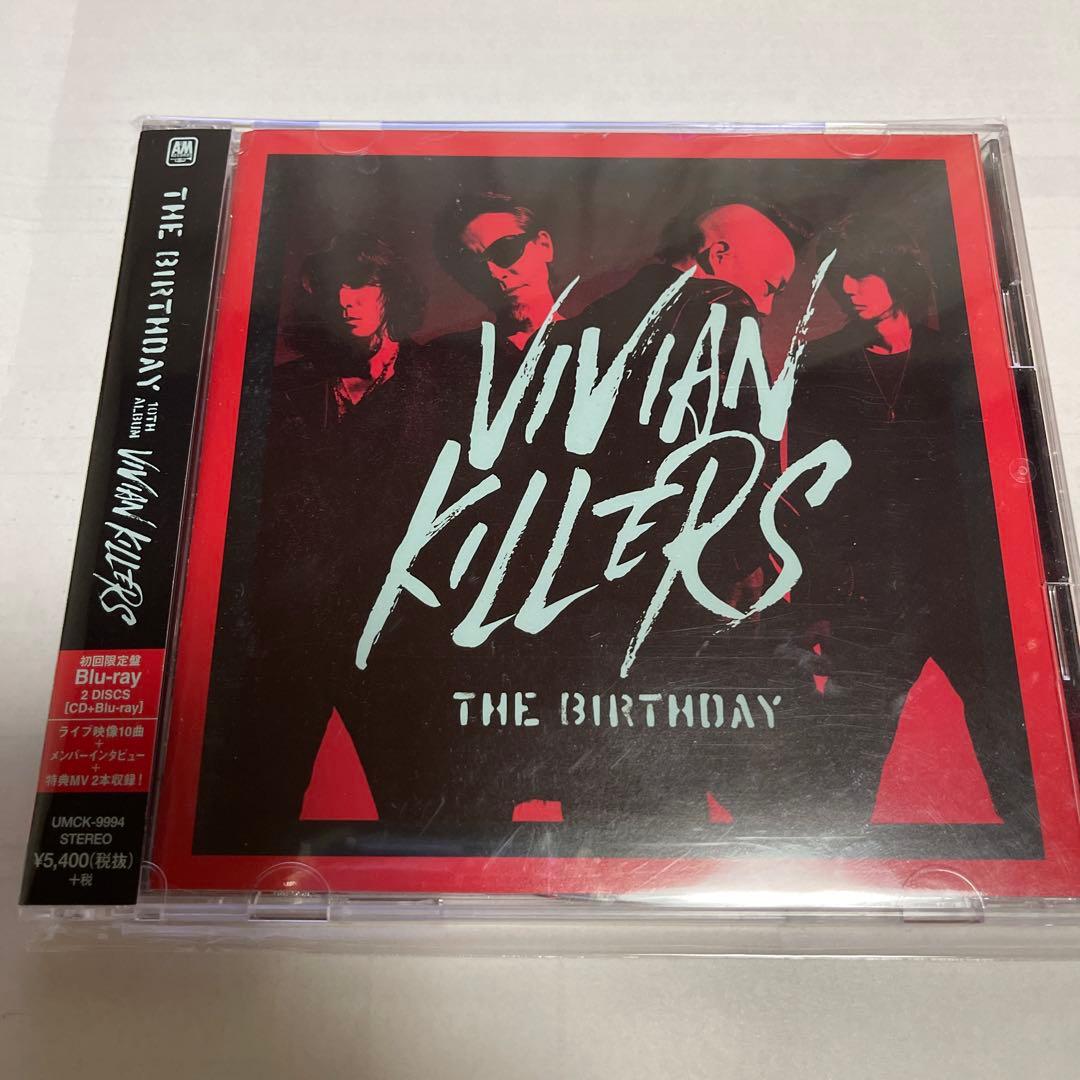 AM
THE BIRTHDAY
10TH
ALBUM
VIVIAN KILLERS
初回限定盤
Blu-ray
2 DISCS
[CD+Blu-ray]
ライブ映像10曲
+
メンバーインタビュー
+
特典MV 2本収録!
UMCK-9994
STEREO
¥5,400(税抜)
+税
VIVIAN
KILLERS
THE BIRTHDAY